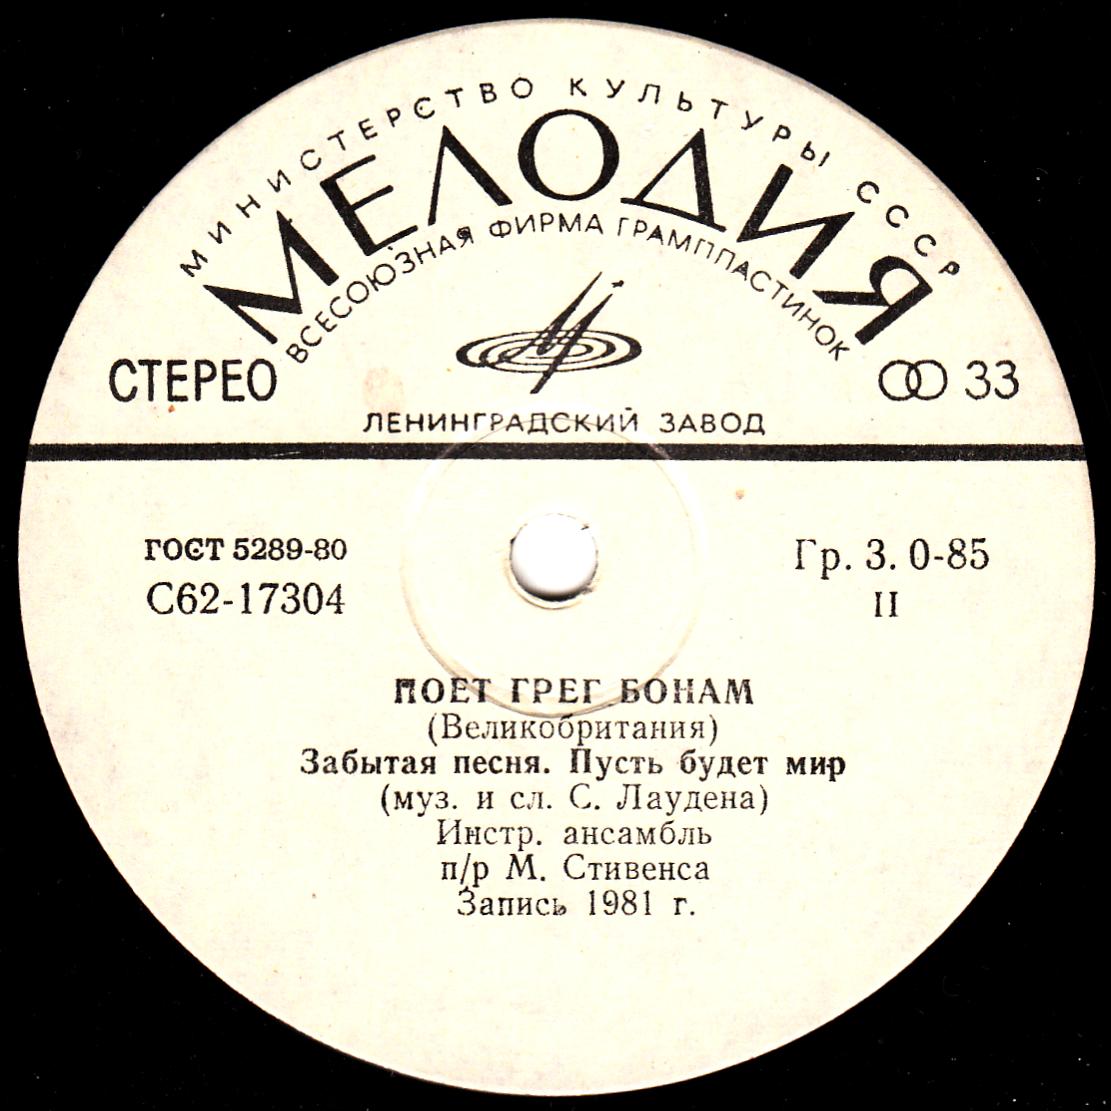 МИНИСТЕРСТВО КУЛЬТУРЫ СССР
МЕЛОДИЯ
ВСЕСОЮЗНАЯ ФИРМА ГРАМПЛАСТИНОК
СТЕРЕО
33
ЛЕНИНГРАДСКИЙ ЗАВОД
ГОСТ 5289-80
Гр. 3. 0-85
С62-17304
II
ПОЕТ ГРЕГ БОНАМ
(Великобритания)
Забытая песня. Пусть будет мир
(муз. и сл. С. Лаудена)
Инстр. ансамбль
п/р М. Стивенса
Запись 1981 г.